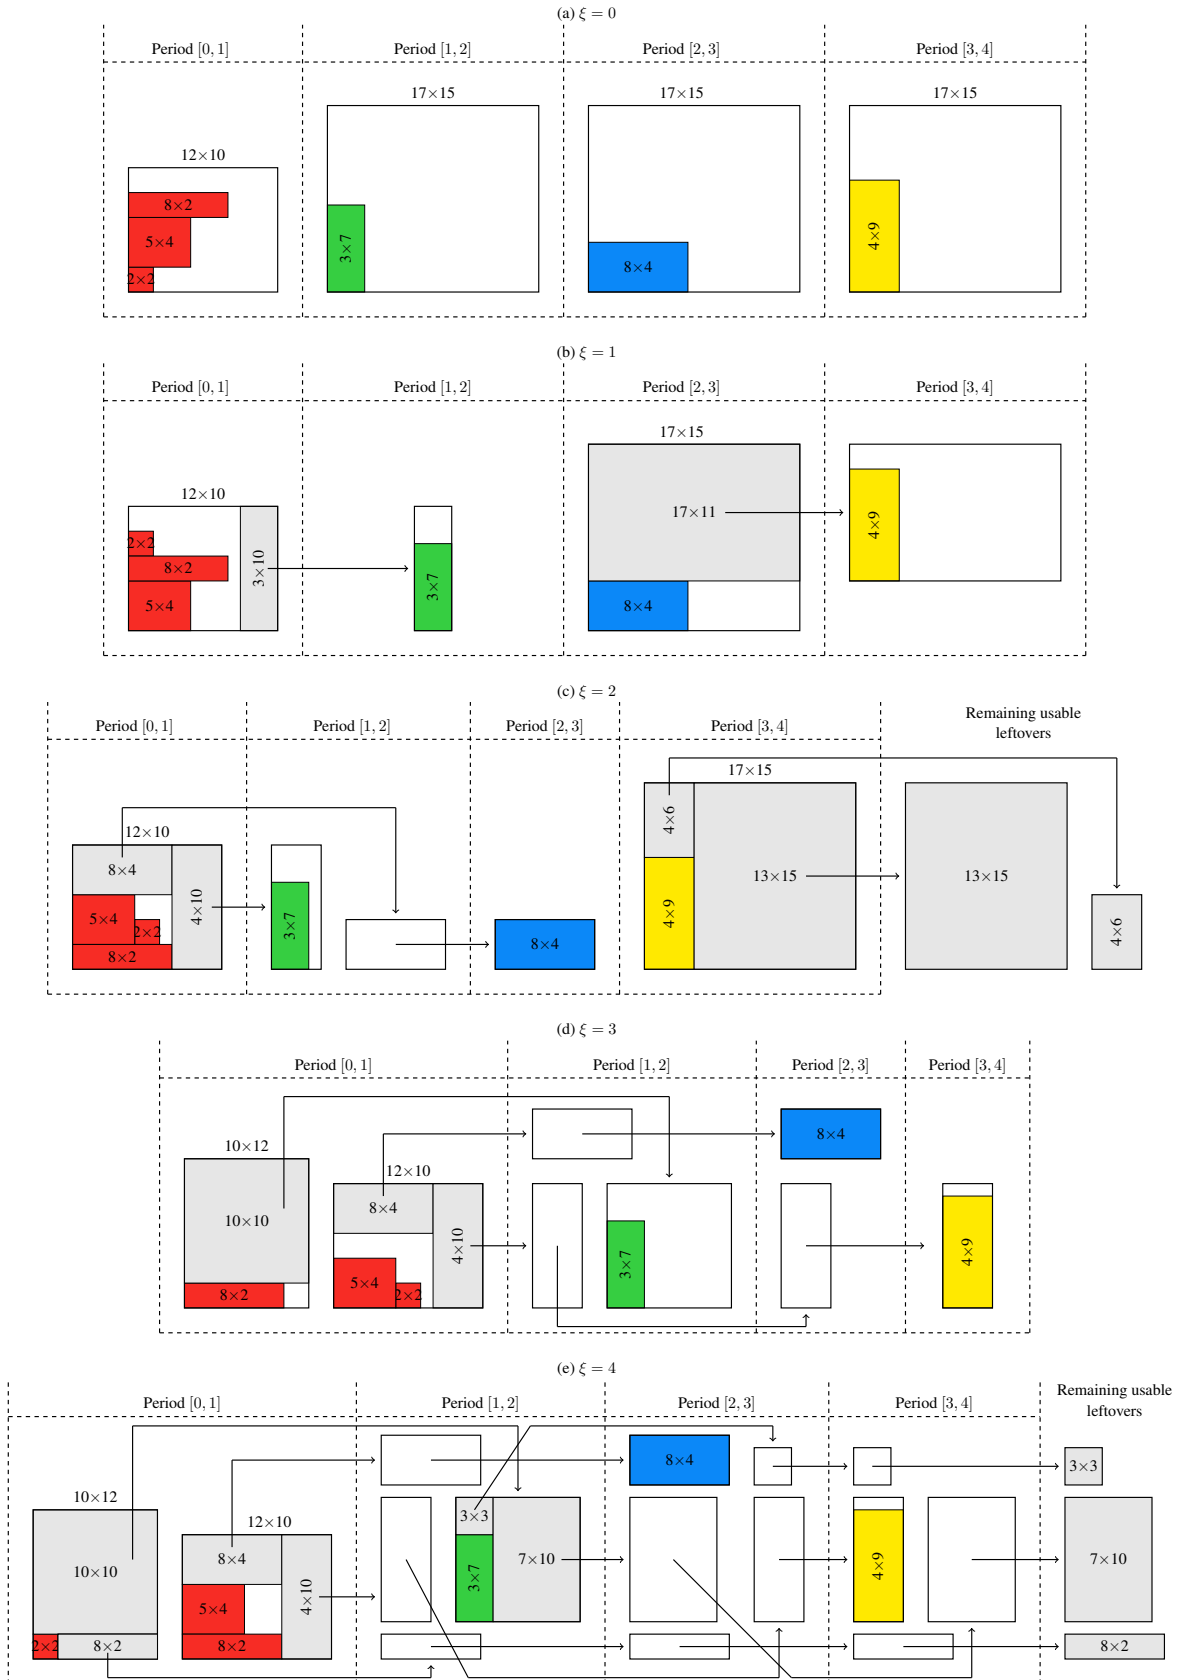 (a) ξ = 0
Period [0, 1]
Period [1, 2]
Period [2, 3]
Period [3, 4]
12×10
17×15
17×15
17×15
8×2
5×4
2×2
3×7
8×4
4×9
(b) ξ = 1
Period [0, 1]
Period [1, 2]
Period [2, 3]
Period [3, 4]
12×10
17×15
2×2
8×2
5×4
3×10
3×7
17×11
8×4
4×9
(c) ξ = 2
Period [0, 1]
Period [1, 2]
Period [2, 3]
Period [3, 4]
Remaining usable
leftovers
12×10
17×15
8×4
5×4
2×2
8×2
4×10
3×7
8×4
4×6
4×9
13×15
13×15
4×6
(d) ξ = 3
Period [0, 1]
Period [1, 2]
Period [2, 3]
Period [3, 4]
10×12
12×10
10×10
8×2
8×4
5×4
2×2
4×10
3×7
8×4
4×9
(e) ξ = 4
Period [0, 1]
Period [1, 2]
Period [2, 3]
Period [3, 4]
Remaining usable
leftovers
10×12
12×10
10×10
2×2
8×2
8×4
5×4
8×2
4×10
3×3
3×7
7×10
8×4
4×9
3×3
7×10
8×2